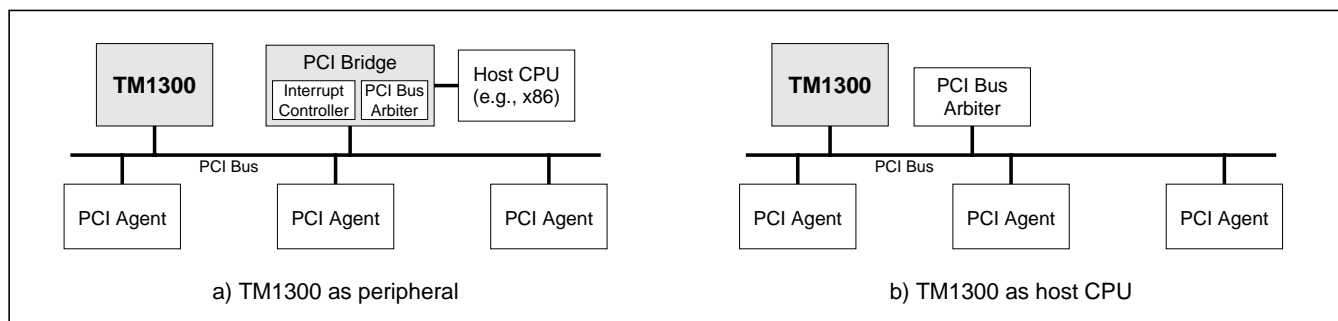 TM1300
PCI Bridge
Interrupt
Controller
PCI Bus
Arbiter
Host CPU
(e.g., x86)
PCI Bus
PCI Agent
PCI Agent
PCI Agent
a) TM1300 as peripheral
TM1300
PCI Bus
Arbiter
PCI Bus
PCI Agent
PCI Agent
PCI Agent
b) TM1300 as host CPU